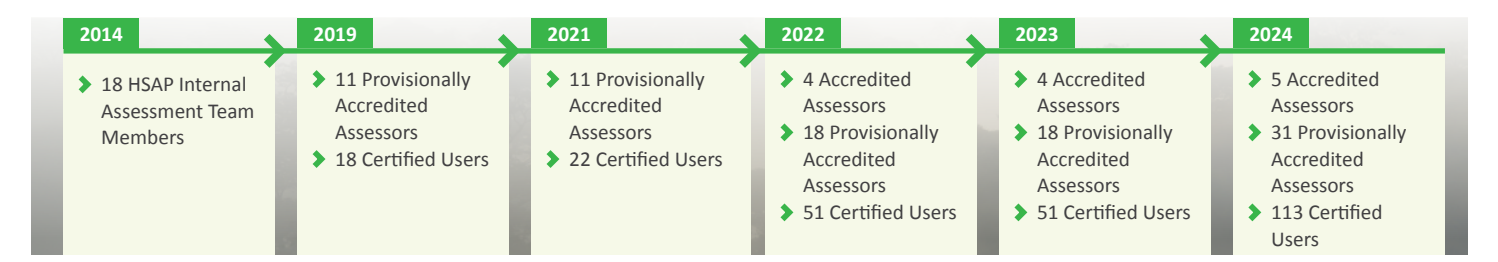 2014
18 HSAP Internal
Assessment Team
Members
2019
11 Provisionally
Accredited
Assessors
18 Certified Users
2021
11 Provisionally
Accredited
Assessors
22 Certified Users
2022
4 Accredited
Assessors
18 Provisionally
Accredited
Assessors
51 Certified Users
2023
4 Accredited
Assessors
18 Provisionally
Accredited
Assessors
51 Certified Users
2024
5 Accredited
Assessors
31 Provisionally
Accredited
Assessors
113 Certified
Users